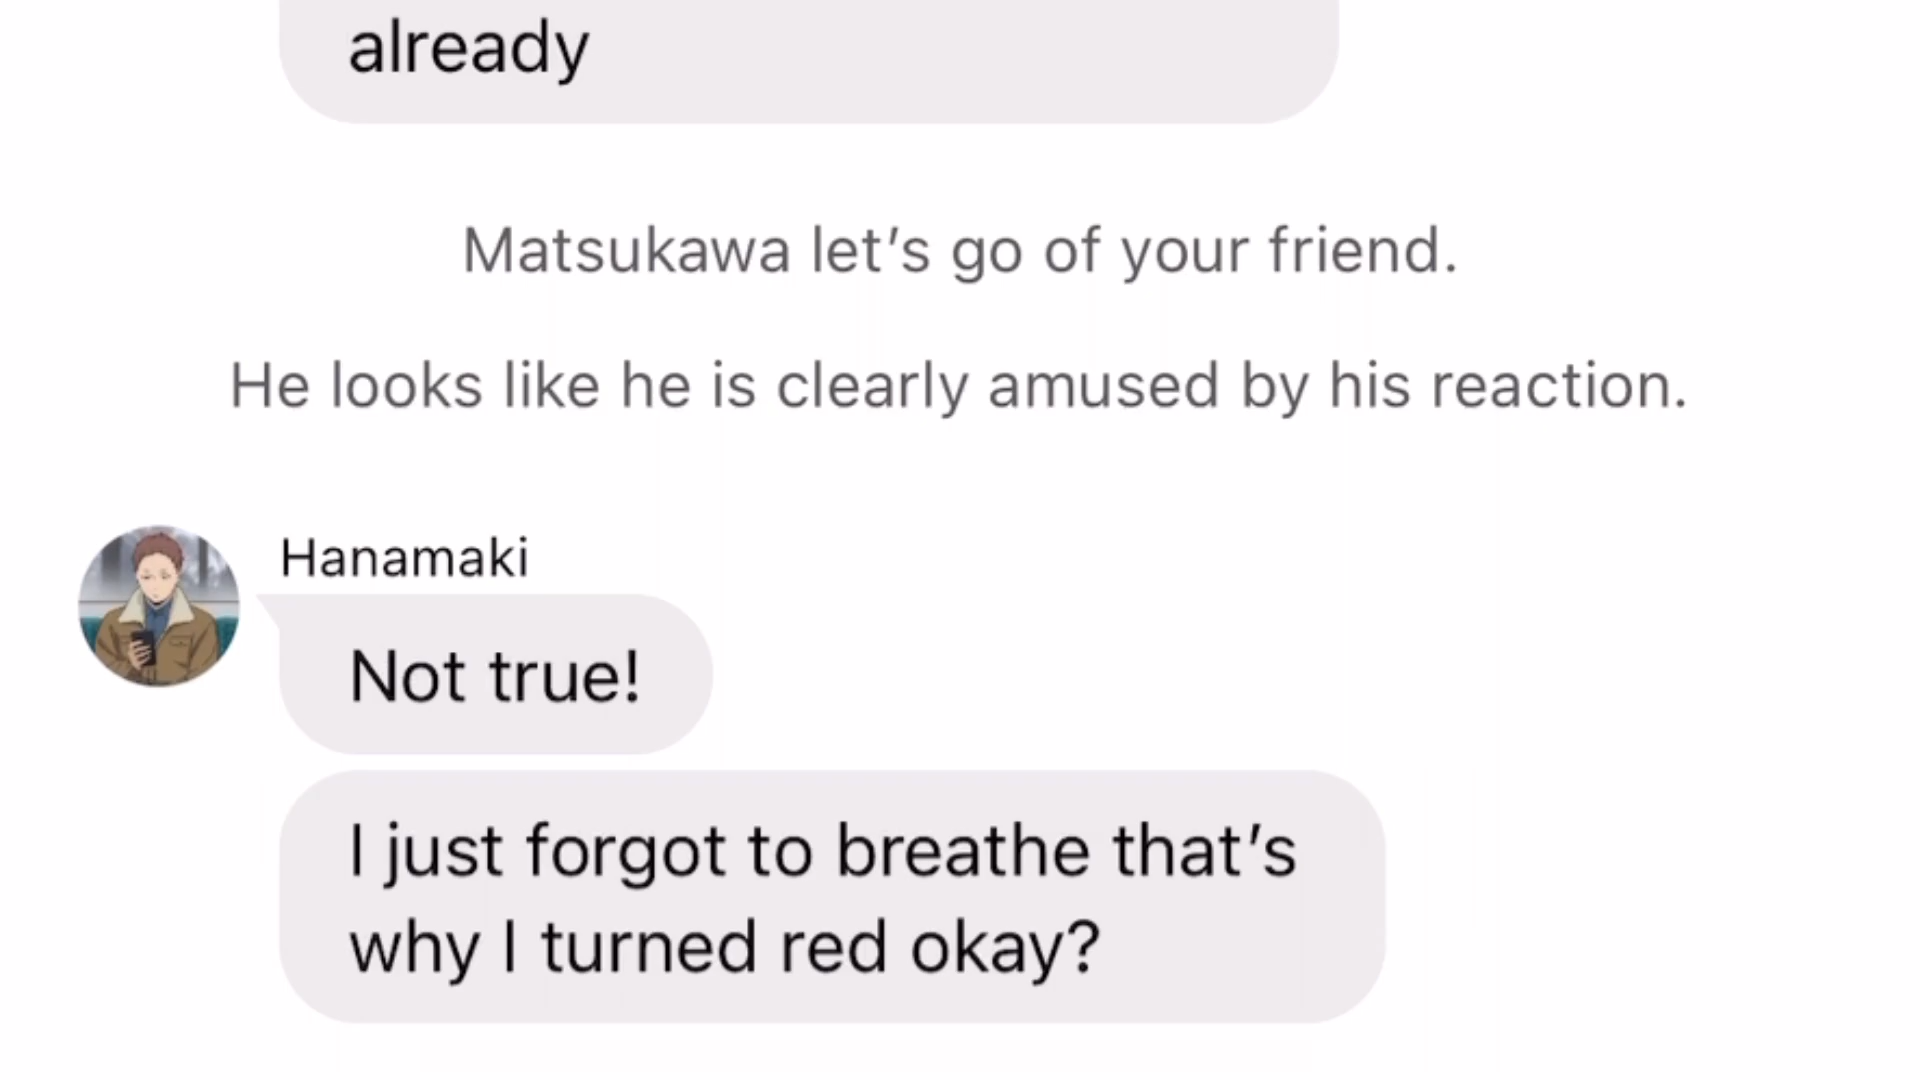 already
Matsukawa let’s go of your friend.
He looks like he is clearly amused by his reaction.
Hanamaki
Not true!
I just forgot to breathe that’s
why I turned red okay?